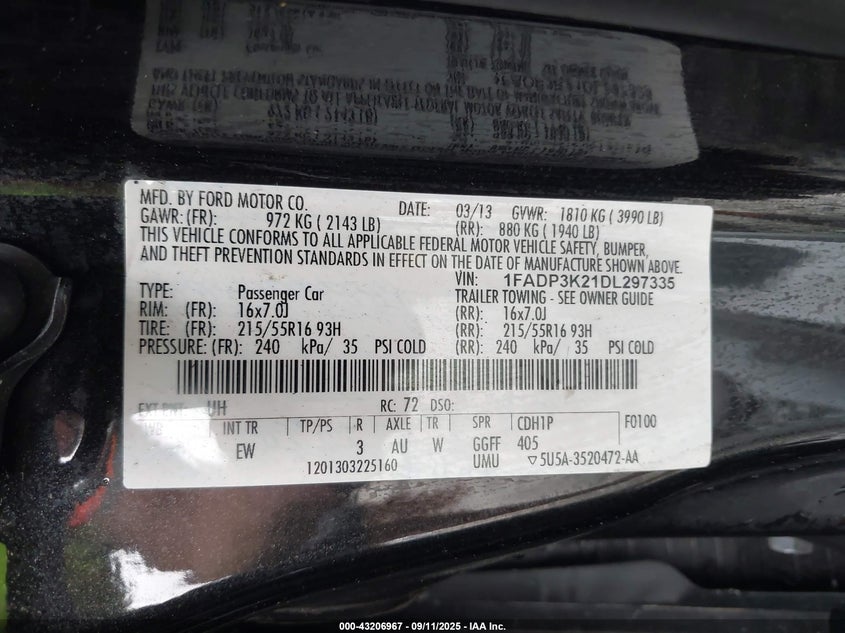 MFD. BY FORD MOTOR CO. DATE: 03/13 GVWR: 1810 KG ( 3990 LB)
GAWR: (FR): 972 KG ( 2143 LB) (RR): 880 KG ( 1940 LB)
THIS VEHICLE CONFORMS TO ALL APPLICABLE FEDERAL MOTOR VEHICLE SAFETY, BUMPER,
AND THEFT PREVENTION STANDARDS IN EFFECT ON THE DATE OF MANUFACTURE SHOWN ABOVE.
VIN: 1FADP3K21DL297335
TYPE: Passenger Car TRAILER TOWING - SEE OWNER GUIDE
RIM: (FR): 16x7.0J (RR): 16x7.0J
TIRE: (FR): 215/55R16 93H (RR): 215/55R16 93H
PRESSURE: (FR): 240 kPa/ 35 PSI COLD (RR): 240 kPa/ 35 PSI COLD
EXT PNT: UH RC: 72 DSO:
WB INT TR TP/PS R AXLE TR SPR CDH1P F0100
EW 3 AU W GGFF 405
1201303225160 UMU ▽5U5A-3520472-AA
000-43206967 - 09/11/2025 - IAA Inc.